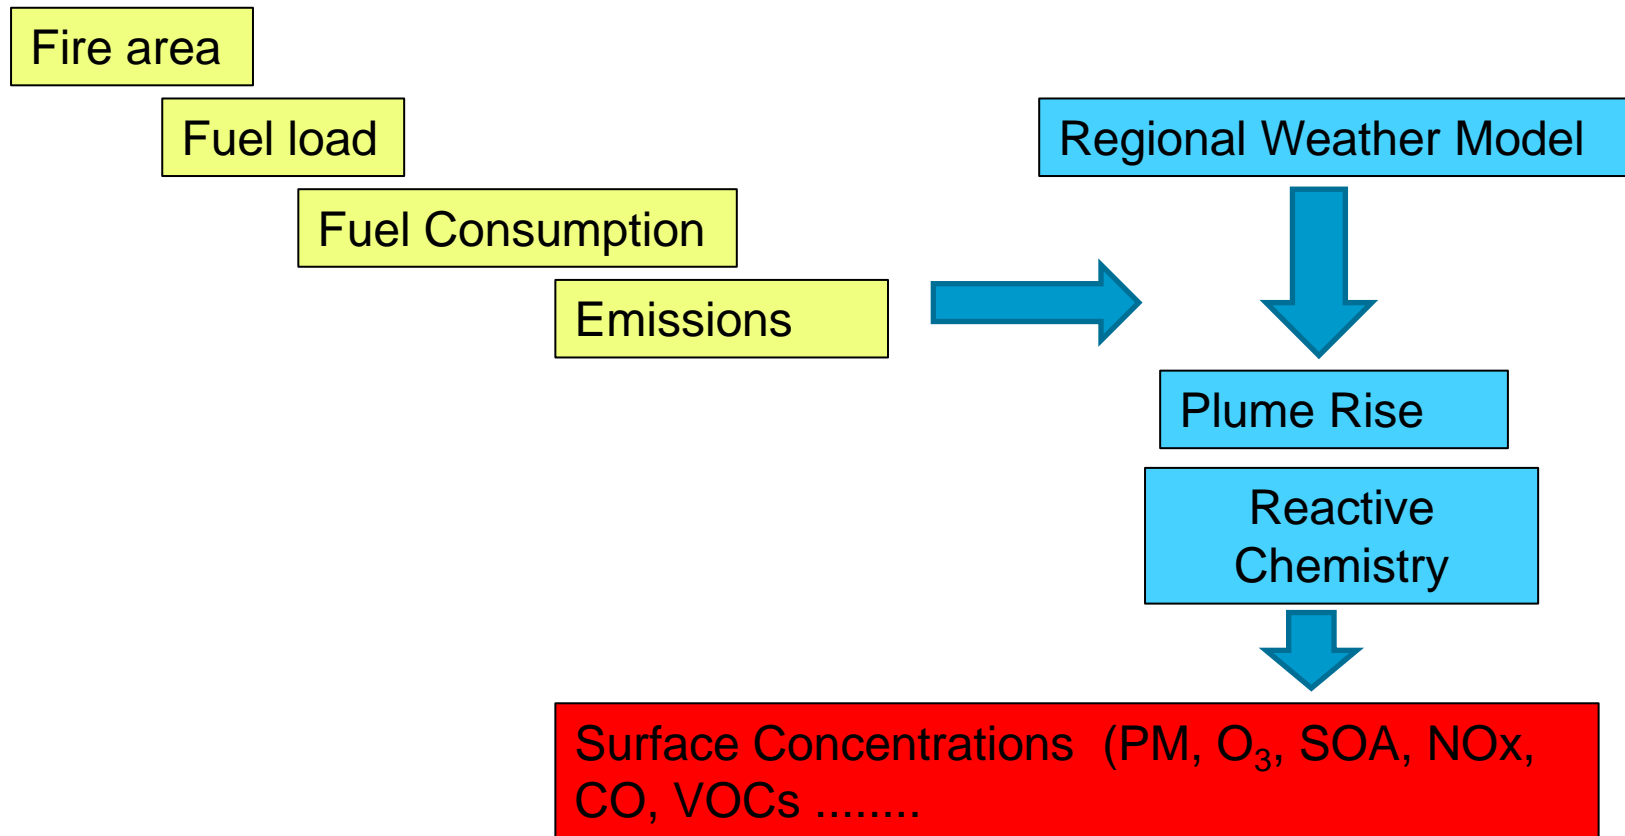 Fire area
Fuel load
Regional Weather Model
Fuel Consumption
Emissions
Plume Rise
Reactive
Chemistry
Surface Concentrations (PM, O₃, SOA, NOx,
CO, VOCs ........